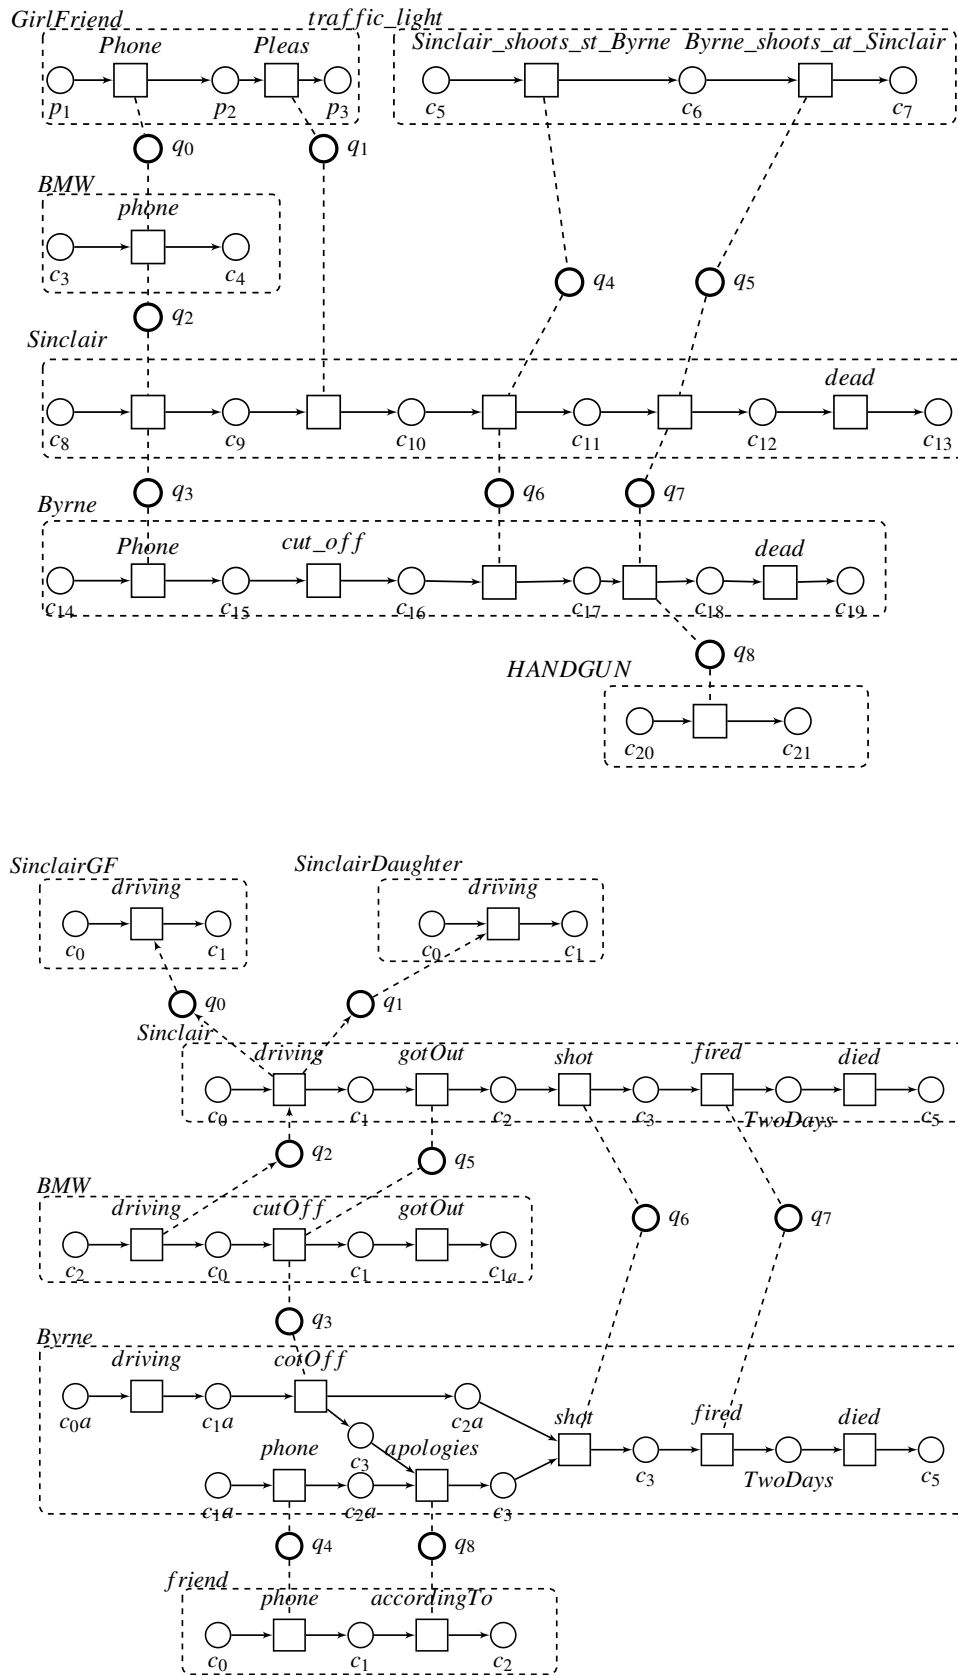 GirlFriend traffic_light
Phone Pleas Sinclair_shoots_st_Byrne Byrne_shoots_at_Sinclair
p1 p2 p3 c5 c6 c7
q0 q1
BMW
phone
c3 c4
q4 q5
q2
Sinclair
dead
c8 c9 c10 c11 c12 c13
q3 q6 q7
Byrne
Phone cut_off dead
c14 c15 c16 c17 c18 c19
q8
HANDGUN
c20 c21
SinclairGF SinclairDaughter
driving driving
c0 c1 c0 c1
q0 q1
Sinclair
driving gotOut shot fired died
c0 c1 c2 c3 TwoDays c5
q2 q5
BMW
driving cutOff gotOut
q6 q7
c2 c0 c1 c1a
q3
Byrne
driving cotOff
c0a c1a c2a
shot fired died
phone c3 apologies
c3 TwoDays c5
c1a c2a c3
q4 q8
friend
phone accordingTo
c0 c1 c2